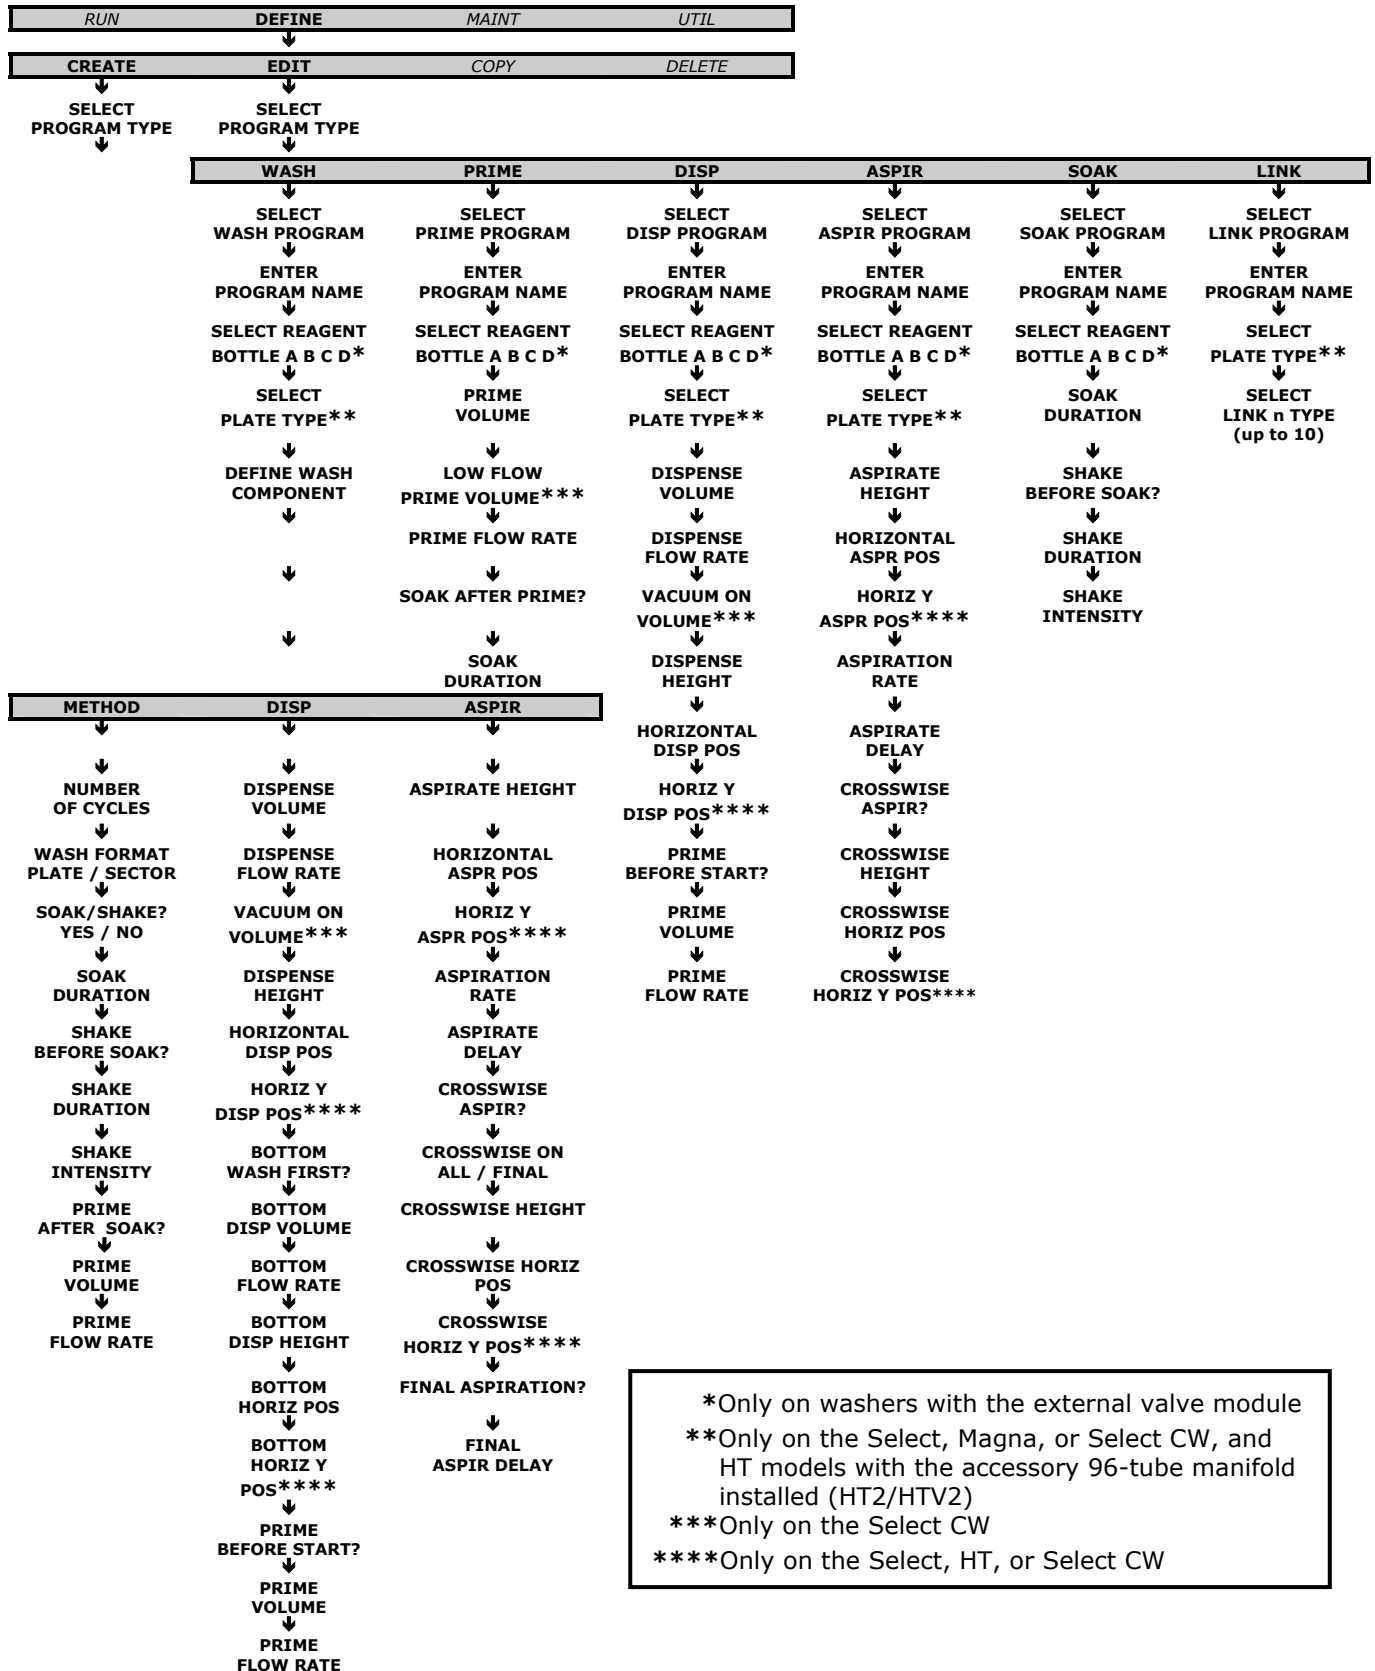 RUN DEFINE MAINT UTIL
CREATE EDIT COPY DELETE
SELECT
PROGRAM TYPE
SELECT
PROGRAM TYPE
WASH PRIME DISP ASPIR SOAK LINK
SELECT
WASH PROGRAM
ENTER
PROGRAM NAME
SELECT REAGENT
BOTTLE A B C D*
SELECT
PLATE TYPE**
DEFINE WASH
COMPONENT
SELECT
PRIME PROGRAM
ENTER
PROGRAM NAME
SELECT REAGENT
BOTTLE A B C D*
PRIME
VOLUME
LOW FLOW
PRIME VOLUME***
PRIME FLOW RATE
SOAK AFTER PRIME?
SOAK
DURATION
SELECT
DISP PROGRAM
ENTER
PROGRAM NAME
SELECT REAGENT
BOTTLE A B C D*
SELECT
PLATE TYPE**
DISPENSE
VOLUME
DISPENSE
FLOW RATE
VACUUM ON
VOLUME***
DISPENSE
HEIGHT
HORIZONTAL
DISP POS
HORIZ Y
DISP POS****
PRIME
BEFORE START?
PRIME
VOLUME
PRIME
FLOW RATE
SELECT
ASPIR PROGRAM
ENTER
PROGRAM NAME
SELECT REAGENT
BOTTLE A B C D*
SELECT
PLATE TYPE**
ASPIRATE
HEIGHT
HORIZONTAL
ASPR POS
HORIZ Y
ASPR POS****
ASPIRATION
RATE
ASPIRATE
DELAY
CROSSWISE
ASPIR?
CROSSWISE
HEIGHT
CROSSWISE
HORIZ POS
CROSSWISE
HORIZ Y POS****
SELECT
SOAK PROGRAM
ENTER
PROGRAM NAME
SELECT REAGENT
BOTTLE A B C D*
SOAK
DURATION
SHAKE
BEFORE SOAK?
SHAKE
DURATION
SHAKE
INTENSITY
SELECT
LINK PROGRAM
ENTER
PROGRAM NAME
SELECT
PLATE TYPE**
SELECT
LINK n TYPE
(up to 10)
METHOD DISP ASPIR
NUMBER
OF CYCLES
WASH FORMAT
PLATE / SECTOR
SOAK/SHAKE?
YES / NO
SOAK
DURATION
SHAKE
BEFORE SOAK?
SHAKE
DURATION
SHAKE
INTENSITY
PRIME
AFTER SOAK?
PRIME
VOLUME
PRIME
FLOW RATE
DISPENSE
VOLUME
DISPENSE
FLOW RATE
VACUUM ON
VOLUME***
DISPENSE
HEIGHT
HORIZONTAL
DISP POS
HORIZ Y
DISP POS****
BOTTOM
WASH FIRST?
BOTTOM
DISP VOLUME
BOTTOM
FLOW RATE
BOTTOM
DISP HEIGHT
BOTTOM
HORIZ POS
BOTTOM
HORIZ Y
POS****
PRIME
BEFORE START?
PRIME
VOLUME
PRIME
FLOW RATE
ASPIRATE HEIGHT
HORIZONTAL
ASPR POS
HORIZ Y
ASPR POS****
ASPIRATION
RATE
ASPIRATE
DELAY
CROSSWISE
ASPIR?
CROSSWISE ON
ALL / FINAL
CROSSWISE HEIGHT
CROSSWISE HORIZ
POS
CROSSWISE
HORIZ Y POS****
FINAL ASPIRATION?
FINAL
ASPIR DELAY
*Only on washers with the external valve module
**Only on the Select, Magna, or Select CW, and
HT models with the accessory 96-tube manifold
installed (HT2/HTV2)
***Only on the Select CW
****Only on the Select, HT, or Select CW